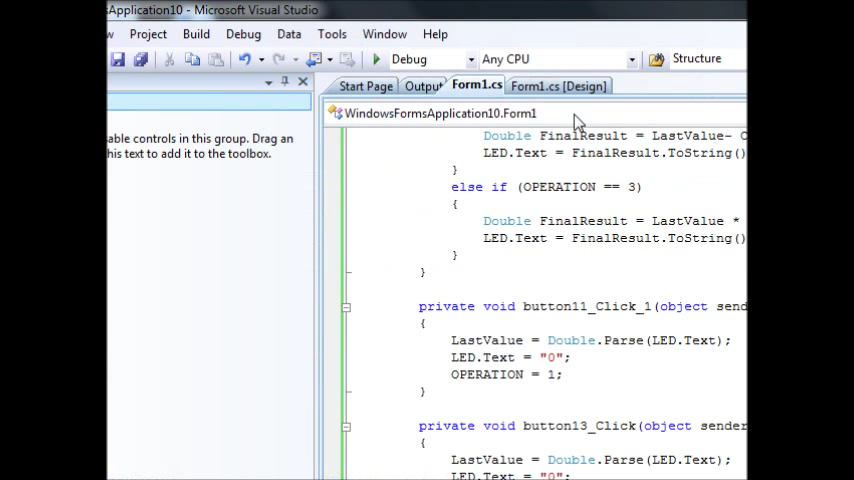 sApplication10 - Microsoft Visual Studio
w Project Build Debug Data Tools Window Help
Debug Any CPU Structure
Start Page Output Form1.cs Form1.cs [Design]
WindowsFormsApplication10.Form1
able controls in this group. Drag an
his text to add it to the toolbox.
Double FinalResult = LastValue- C
LED.Text = FinalResult.ToString()
}
else if (OPERATION == 3)
{
Double FinalResult = LastValue *
LED.Text = FinalResult.ToString()
}
}
private void button11_Click_1(object send
{
LastValue = Double.Parse(LED.Text);
LED.Text = "0";
OPERATION = 1;
}
private void button13_Click(object sender
{
LastValue = Double.Parse(LED.Text);
LED.Text = "0";